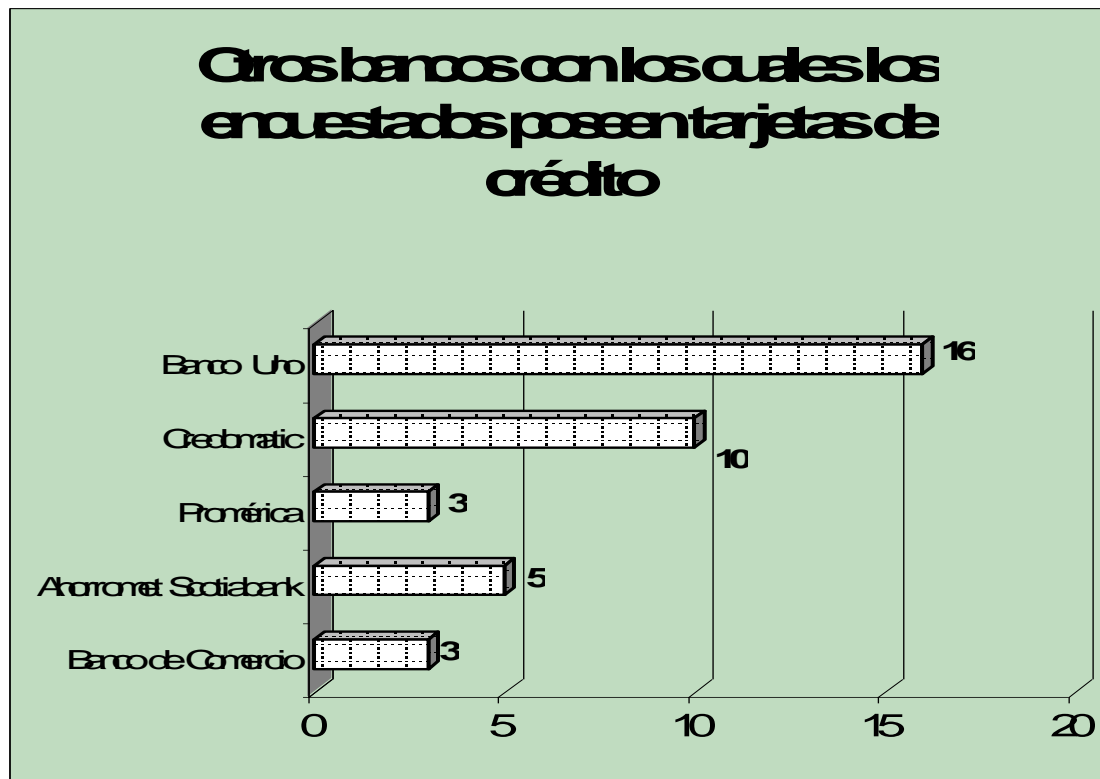 Otros bancos con los cuales los
encuestados poseen tarjetas de
crédito
Banco Uno
16
Credomatic
10
Promérica
3
Ahorromet Scotiabank
5
Banco de Comercio
3
0 5 10 15 20